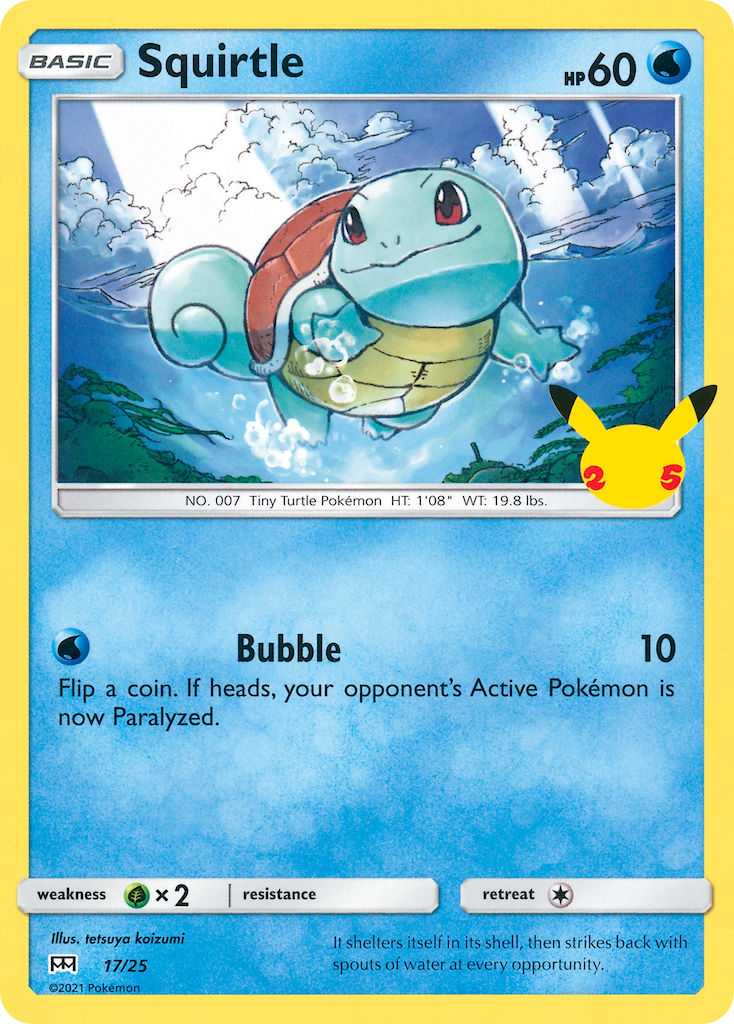 BASIC Squirtle HP60
NO. 007 Tiny Turtle Pokémon HT: 1'08" WT: 19.8 lbs.
25
Bubble 10
Flip a coin. If heads, your opponent's Active Pokémon is
now Paralyzed.
weakness ×2 resistance retreat
Illus. tetsuya koizumi
17/25
©2021 Pokémon
It shelters itself in its shell, then strikes back with
spouts of water at every opportunity.